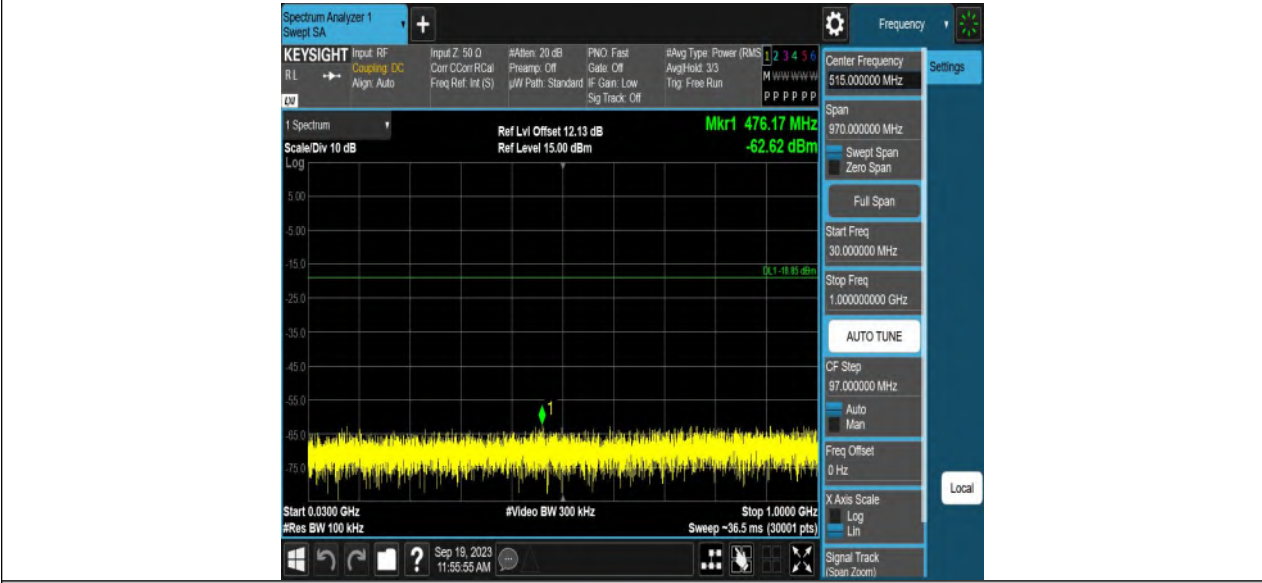 Spectrum Analyzer 1
Swept SA
+
Frequency
KEYSIGHT
RL
LXI
Input: RF
Coupling: DC
Align: Auto
Input Z: 50 Ω
Corr CCorr RCal
Freq Ref: Int (S)
#Atten: 20 dB
Preamp: Off
µW Path: Standard
PNO: Fast
Gate: Off
IF Gain: Low
Sig Track: Off
#Avg Type: Power (RMS
Avg|Hold: 3/3
Trig: Free Run
1 2 3 4 5 6
M W W W W W
P P P P P P
1 Spectrum
Scale/Div 10 dB
Log
Ref Lvl Offset 12.13 dB
Ref Level 15.00 dBm
Mkr1 476.17 MHz
-62.62 dBm
5.00
-5.00
-15.0
DL1 -18.85 dBm
-25.0
-35.0
-45.0
-55.0
1
-65.0
-75.0
Start 0.0300 GHz
#Res BW 100 kHz
#Video BW 300 kHz
Stop 1.0000 GHz
Sweep ~36.5 ms (30001 pts)
?
Sep 19, 2023
11:55:55 AM
Center Frequency
515.000000 MHz
Span
970.000000 MHz
Swept Span
Zero Span
Full Span
Start Freq
30.000000 MHz
Stop Freq
1.000000000 GHz
AUTO TUNE
CF Step
97.000000 MHz
Auto
Man
Freq Offset
0 Hz
X Axis Scale
Log
Lin
Signal Track
(Span Zoom)
Settings
Local